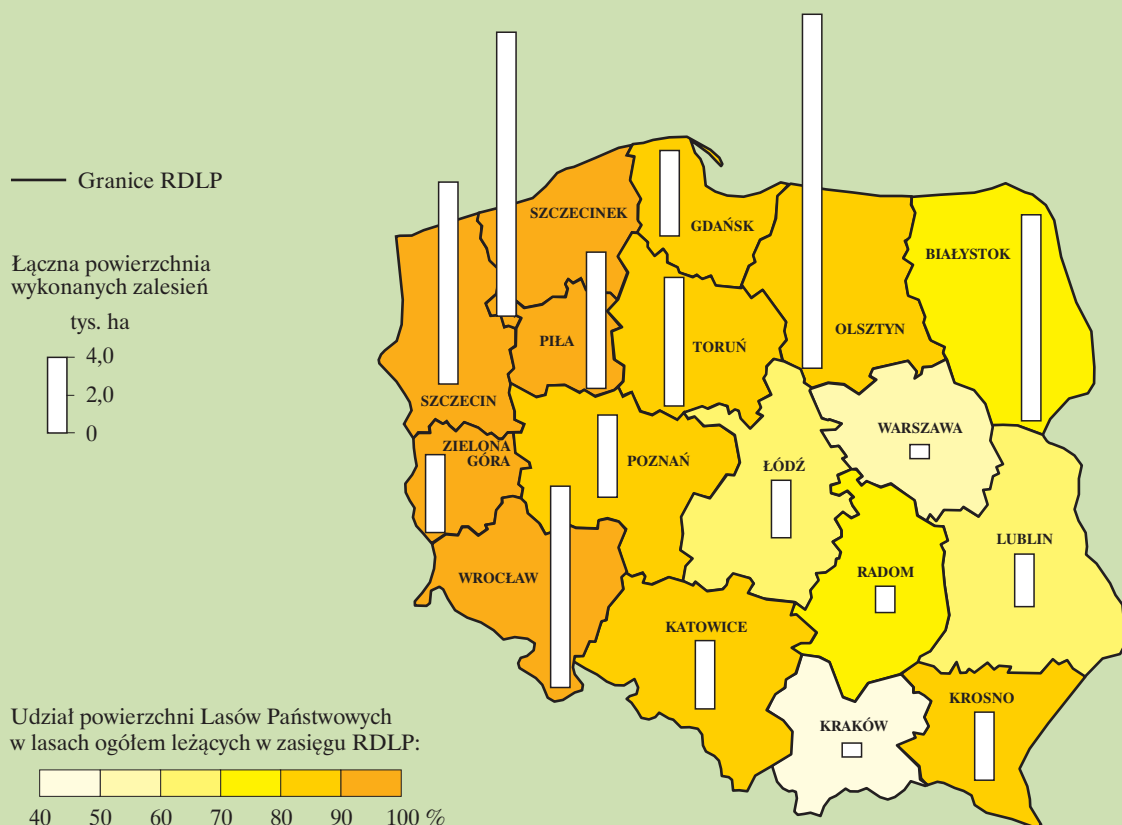 Granice RDLP
Łączna powierzchnia
wykonanych zalesień
tys. ha
4,0
2,0
0
SZCZECINEK
GDAŃSK
BIAŁYSTOK
OLSZTYN
PIŁA
TORUŃ
SZCZECIN
WARSZAWA
ZIELONA
GÓRA
POZNAŃ
ŁÓDŹ
LUBLIN
WROCŁAW
RADOM
KATOWICE
KROSNO
KRAKÓW
Udział powierzchni Lasów Państwowych
w lasach ogółem leżących w zasięgu RDLP:
40 50 60 70 80 90 100 %